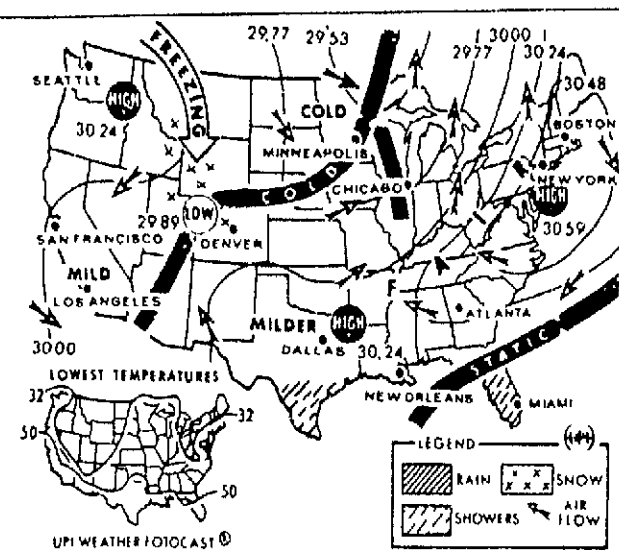 FREEZING
29.77
29.53
30.00
29.77
30.24
30.48
SEATTLE
HIGH
30.24
COLD
MINNEAPOLIS
BOSTON
COLD
CHICAGO
NEW YORK
HIGH
30.59
29.89
LOW
SAN FRANCISCO
DENVER
MILD
LOS ANGELES
F
ATLANTA
MILDER
HIGH
DALLAS
30.24
STATIC
30.00
NEW ORLEANS
MIAMI
LOWEST TEMPERATURES
32
32
50
50
LEGEND
RAIN
SNOW
SHOWERS
AIR
FLOW
UPI WEATHER FOTOCAST ®